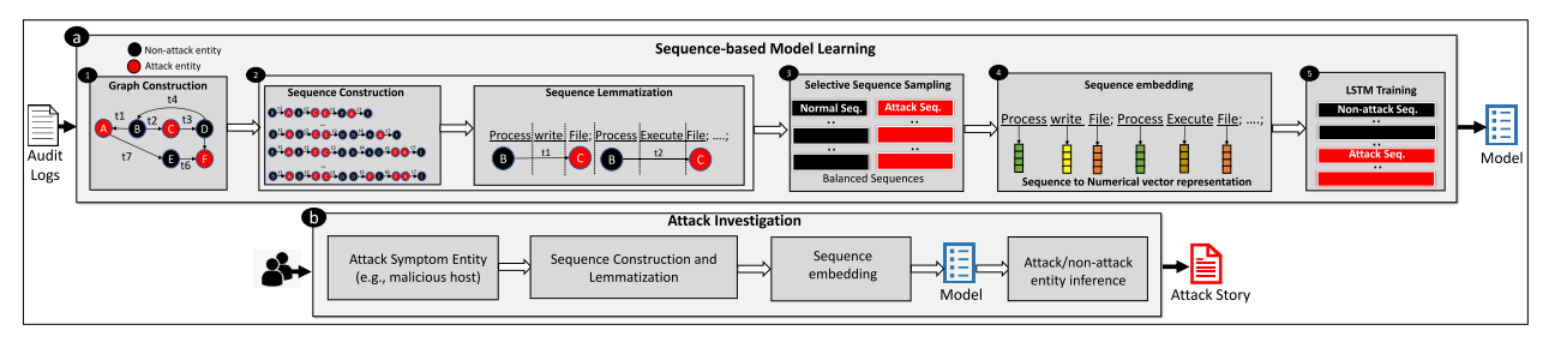 a
Sequence-based Model Learning
Non-attack entity
Attack entity
1
Graph Construction
t4
t1
t2
t3
A
B
C
D
t7
E
t6
F
2
Sequence Construction
...
...
Sequence Lemmatization
Process write File; Process Execute File; ....;
B
t1
C
B
t2
C
3
Selective Sequence Sampling
Normal Seq.
Attack Seq.
..
..
..
..
Balanced Sequences
4
Sequence embedding
Process write File; Process Execute File; ....;
Sequence to Numerical vector representation
5
LSTM Training
Non-attack Seq.
..
Attack Seq.
..
Audit
Logs
Model
b
Attack Investigation
Attack Symptom Entity
(e.g., malicious host)
Sequence Construction and
Lemmatization
Sequence
embedding
Model
Attack/non-attack
entity inference
Attack Story